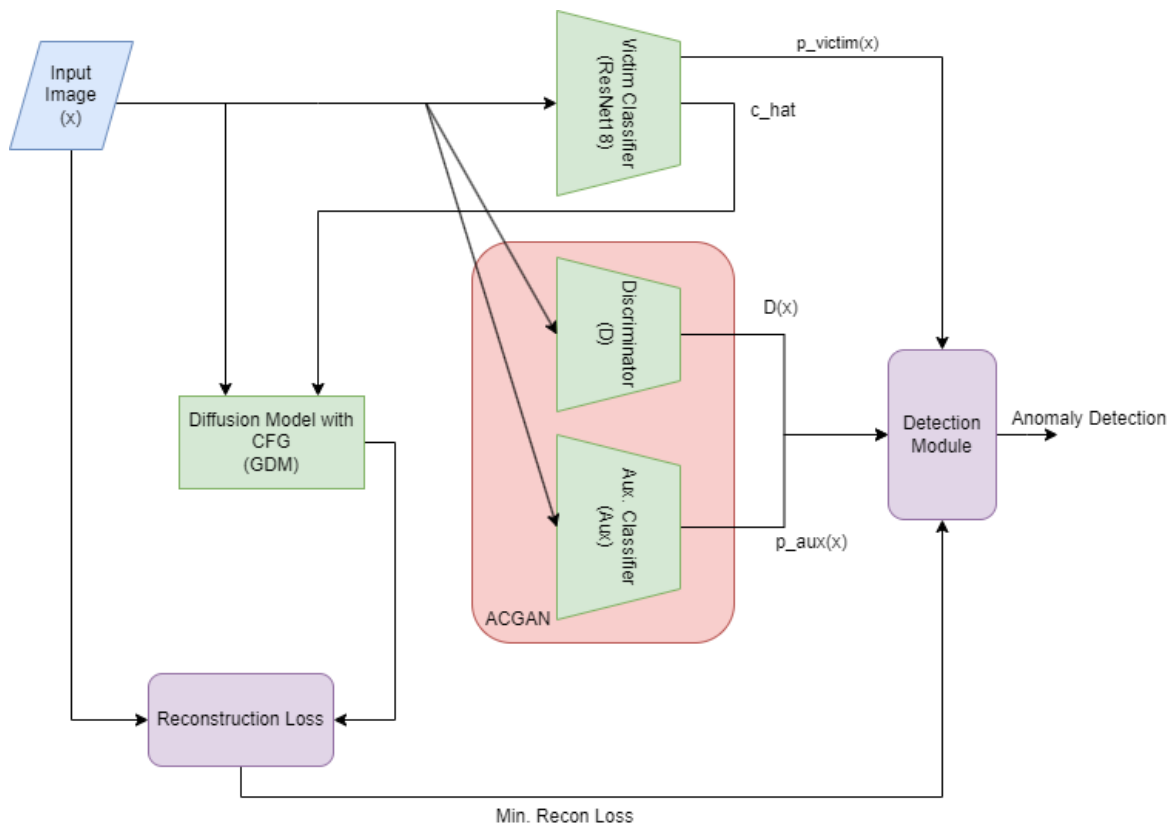 Input
Image
(x)
Victim Classifier
(ResNet18)
p_victim(x)
c_hat
Discriminator
(D)
D(x)
Diffusion Model with
CFG
(GDM)
Detection
Module
Anomaly Detection
Aux. Classifier
(Aux)
p_aux(x)
ACGAN
Reconstruction Loss
Min. Recon Loss